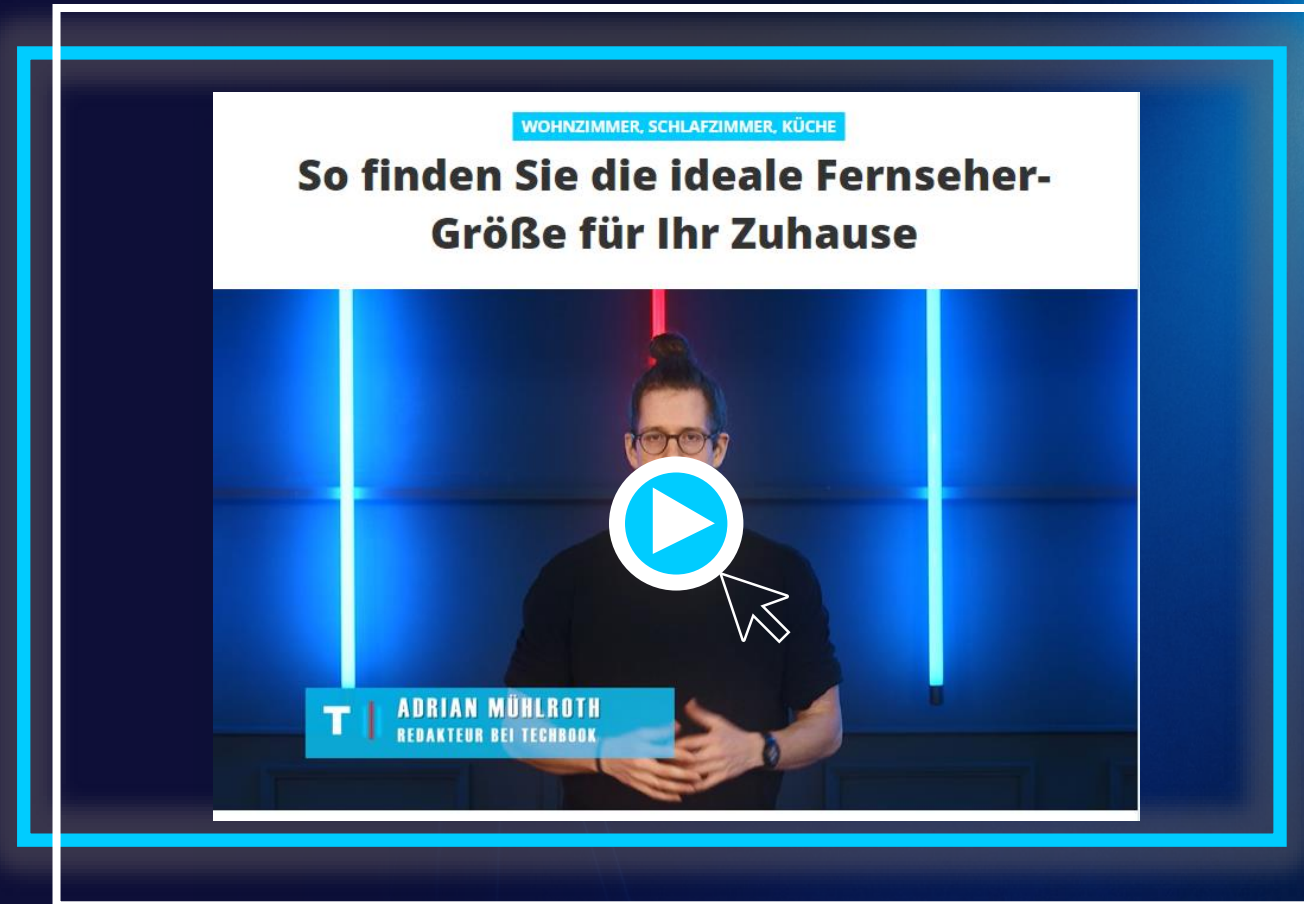 WOHNZIMMER, SCHLAFZIMMER, KÜCHE
So finden Sie die ideale Fernseher-
Größe für Ihr Zuhause
T
ADRIAN MÜHLROTH
REDAKTEUR BEI TECHBOOK